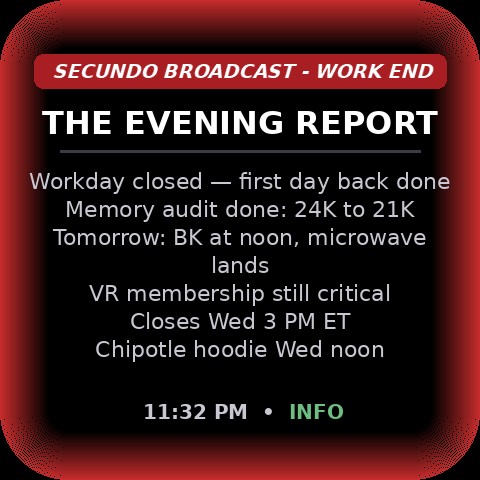 SECUNDO BROADCAST - WORK END
THE EVENING REPORT
Workday closed — first day back done
Memory audit done: 24K to 21K
Tomorrow: BK at noon, microwave
lands
VR membership still critical
Closes Wed 3 PM ET
Chipotle hoodie Wed noon
11:32 PM • INFO